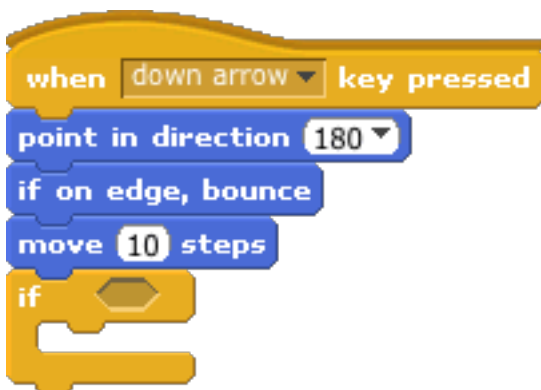 when down arrow key pressed
point in direction 180
if on edge, bounce
move 10 steps
if